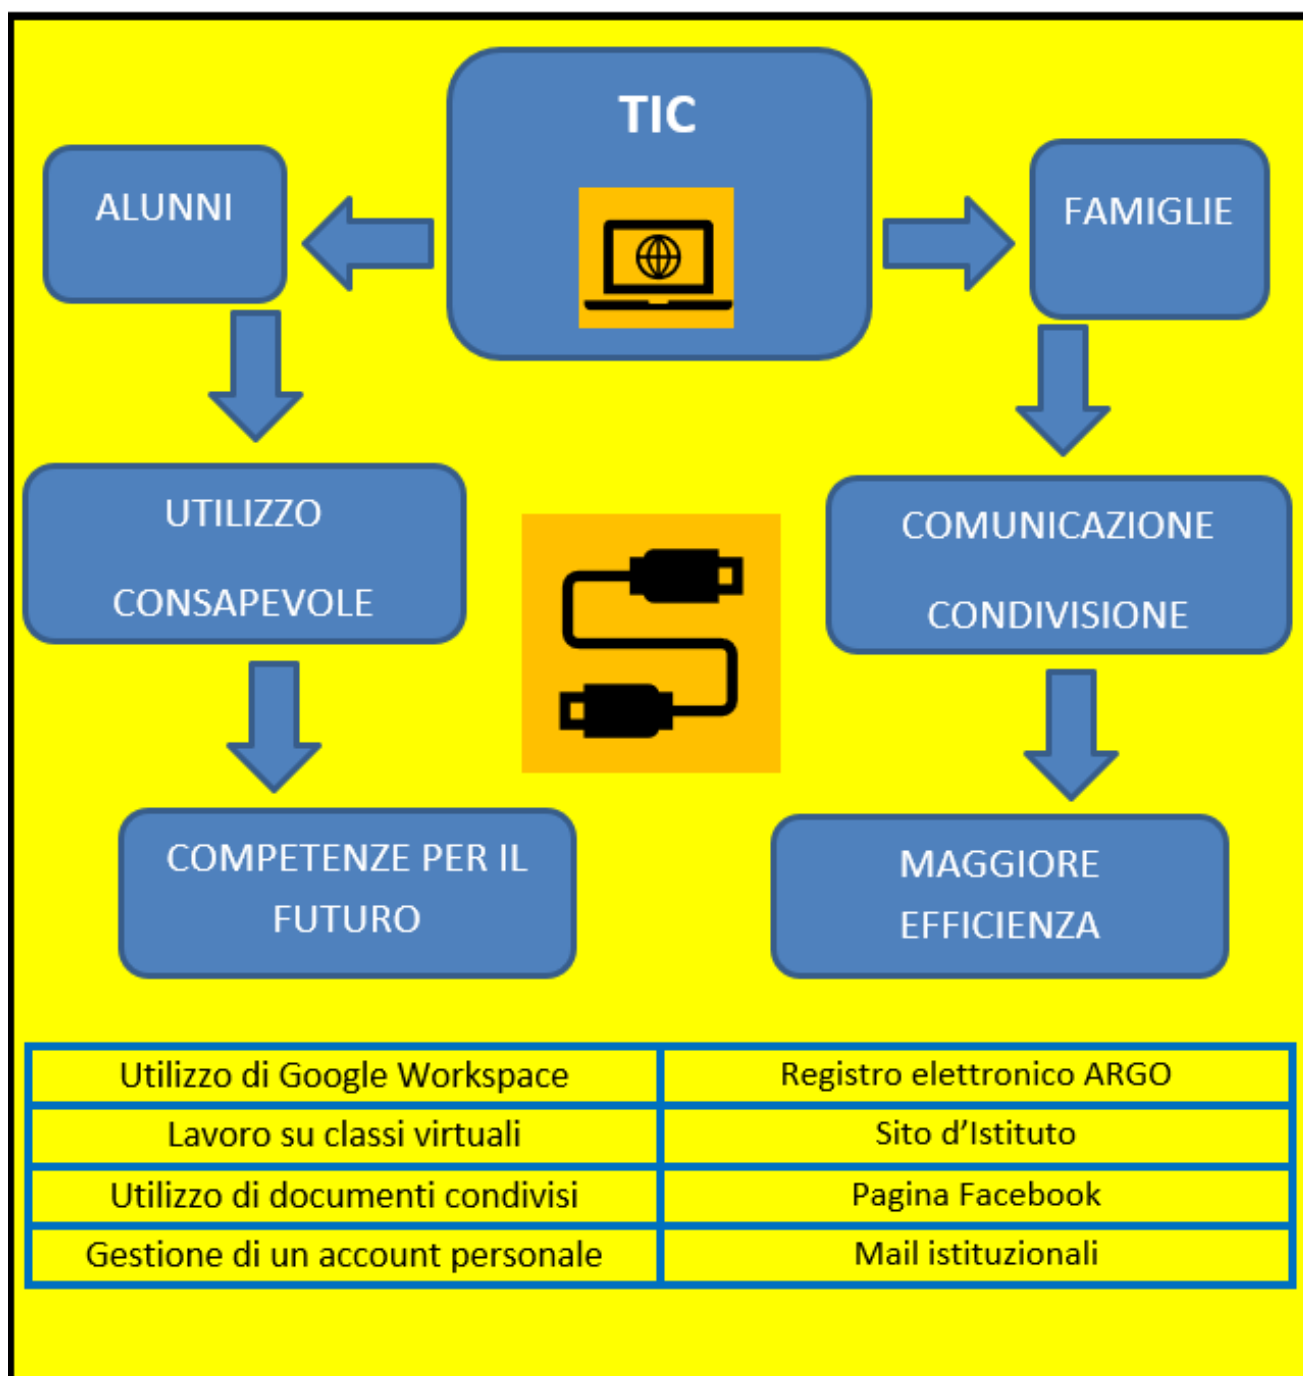 TIC
ALUNNI
FAMIGLIE
UTILIZZO
CONSAPEVOLE
COMUNICAZIONE
CONDIVISIONE
COMPETENZE PER IL
FUTURO
MAGGIORE
EFFICIENZA
Utilizzo di Google Workspace
Registro elettronico ARGO
Lavoro su classi virtuali
Sito d’Istituto
Utilizzo di documenti condivisi
Pagina Facebook
Gestione di un account personale
Mail istituzionali